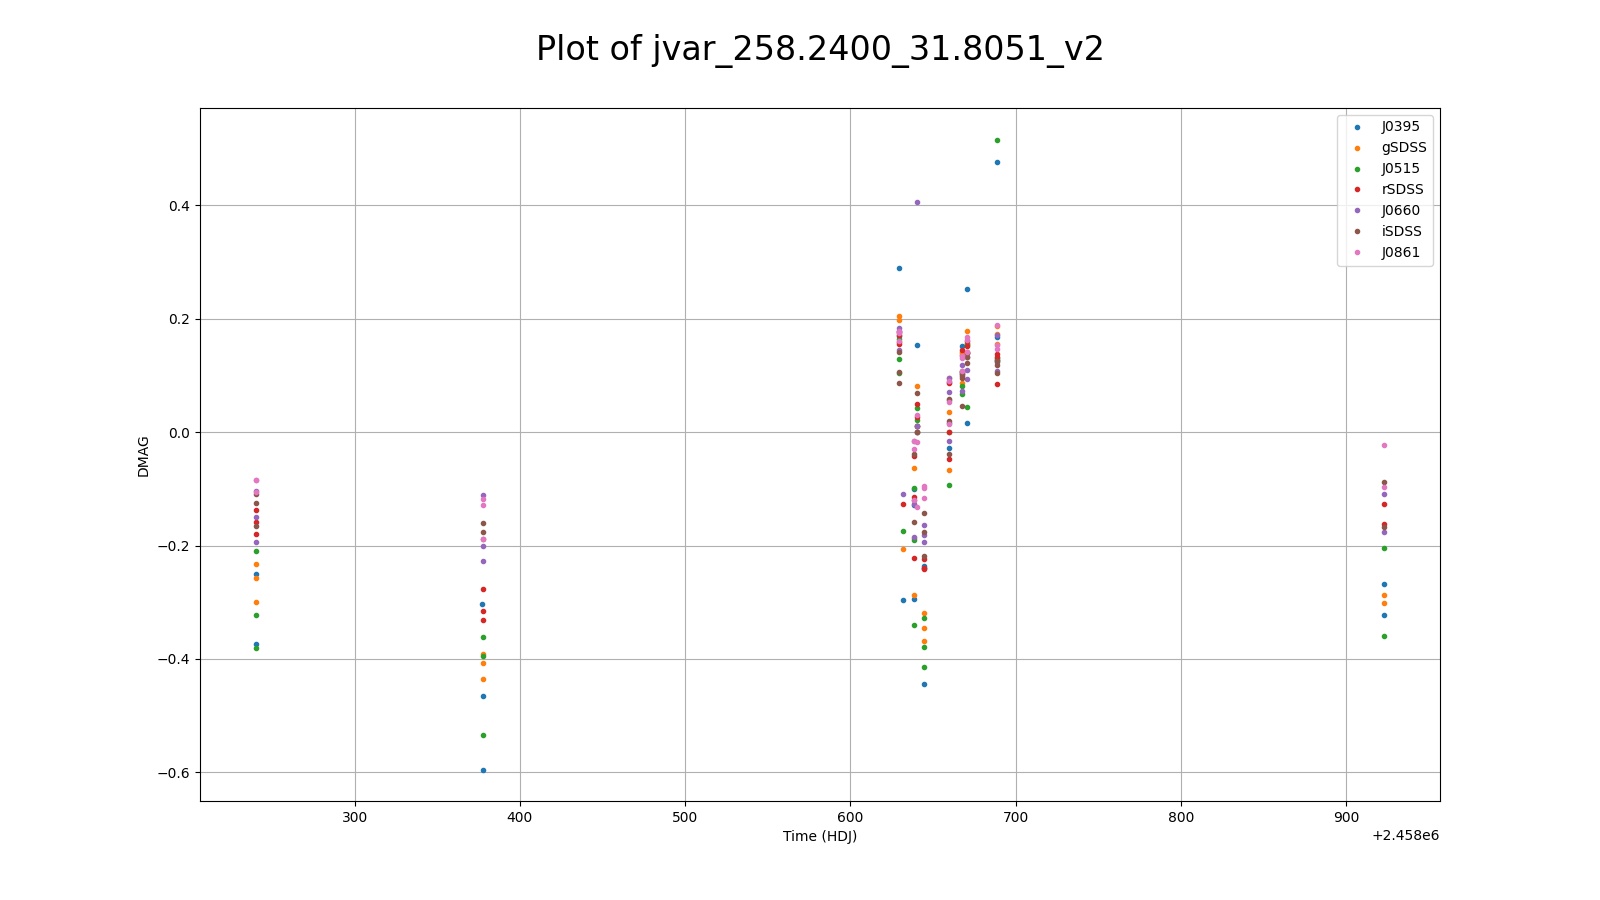 Plot of jvar_258.2400_31.8051_v2
J0395
gSDSS
J0515
rSDSS
J0660
iSDSS
J0861
0.4
0.2
0.0
−0.2
−0.4
−0.6
DMAG
300 400 500 600 700 800 900
Time (HDJ)
+2.458e6